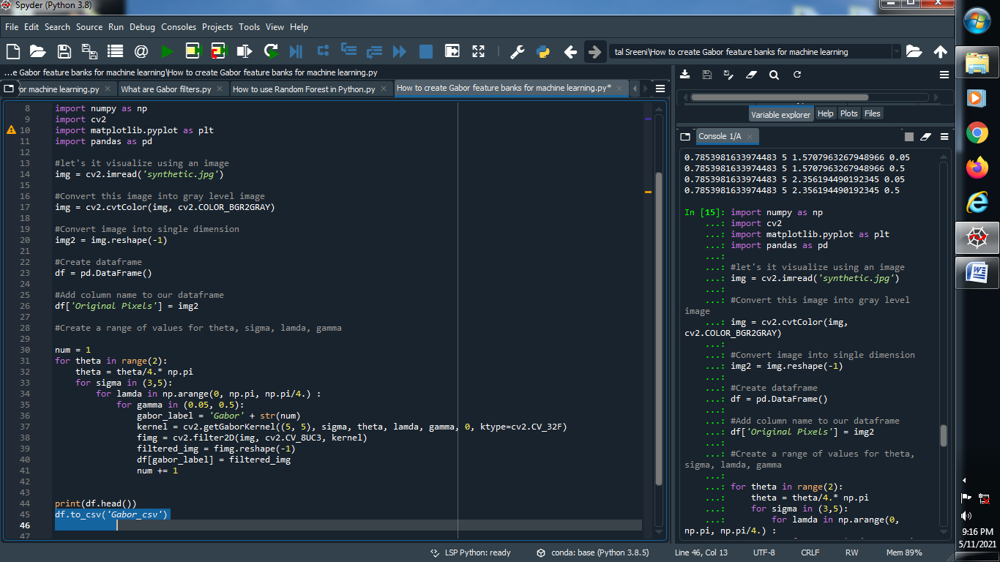 Spyder (Python 3.8)
File Edit Search Source Run Debug Consoles Projects Tools View Help
tal Sreeni\How to create Gabor feature banks for machine learning
...e Gabor feature banks for machine learning\How to create Gabor feature banks for machine learning.py
or machine learning.py What are Gabor filters.py How to use Random Forest in Python.py How to create Gabor feature banks for machine learning.py*
8 import numpy as np
9 import cv2
10 import matplotlib.pyplot as plt
11 import pandas as pd
12
13 #let's it visualize using an image
14 img = cv2.imread('synthetic.jpg')
15
16 #Convert this image into gray level image
17 img = cv2.cvtColor(img, cv2.COLOR_BGR2GRAY)
18
19 #Convert image into single dimension
20 img2 = img.reshape(-1)
21
22 #Create dataframe
23 df = pd.DataFrame()
24
25 #Add column name to our dataframe
26 df['Original Pixels'] = img2
27
28 #Create a range of values for theta, sigma, lamda, gamma
29
30 num = 1
31 for theta in range(2):
32 theta = theta/4.* np.pi
33 for sigma in (3,5):
34 for lamda in np.arange(0, np.pi, np.pi/4.) :
35 for gamma in (0.05, 0.5):
36 gabor_label = 'Gabor' + str(num)
37 kernel = cv2.getGaborKernel((5, 5), sigma, theta, lamda, gamma, 0, ktype=cv2.CV_32F)
38 fimg = cv2.filter2D(img, cv2.CV_8UC3, kernel)
39 filtered_img = fimg.reshape(-1)
40 df[gabor_label] = filtered_img
41 num += 1
42
43
44 print(df.head())
45 df.to_csv('Gabor_csv')
46
47
Variable explorer Help Plots Files
Console 1/A
0.7853981633974483 5 1.5707963267948966 0.05
0.7853981633974483 5 1.5707963267948966 0.5
0.7853981633974483 5 2.356194490192345 0.05
0.7853981633974483 5 2.356194490192345 0.5
In [15]: import numpy as np
...: import cv2
...: import matplotlib.pyplot as plt
...: import pandas as pd
...:
...: #let's it visualize using an image
...: img = cv2.imread('synthetic.jpg')
...:
...: #Convert this image into gray level
image
...: img = cv2.cvtColor(img,
cv2.COLOR_BGR2GRAY)
...:
...: #Convert image into single dimension
...: img2 = img.reshape(-1)
...:
...: #Create dataframe
...: df = pd.DataFrame()
...:
...: #Add column name to our dataframe
...: df['Original Pixels'] = img2
...:
...: #Create a range of values for theta,
sigma, lamda, gamma
...:
...: for theta in range(2):
...: theta = theta/4.* np.pi
...: for sigma in (3,5):
...: for lamda in np.arange(0,
np.pi, np.pi/4.) :
LSP Python: ready conda: base (Python 3.8.5) Line 46, Col 13 UTF-8 CRLF RW Mem 89%
9:16 PM
5/11/2021